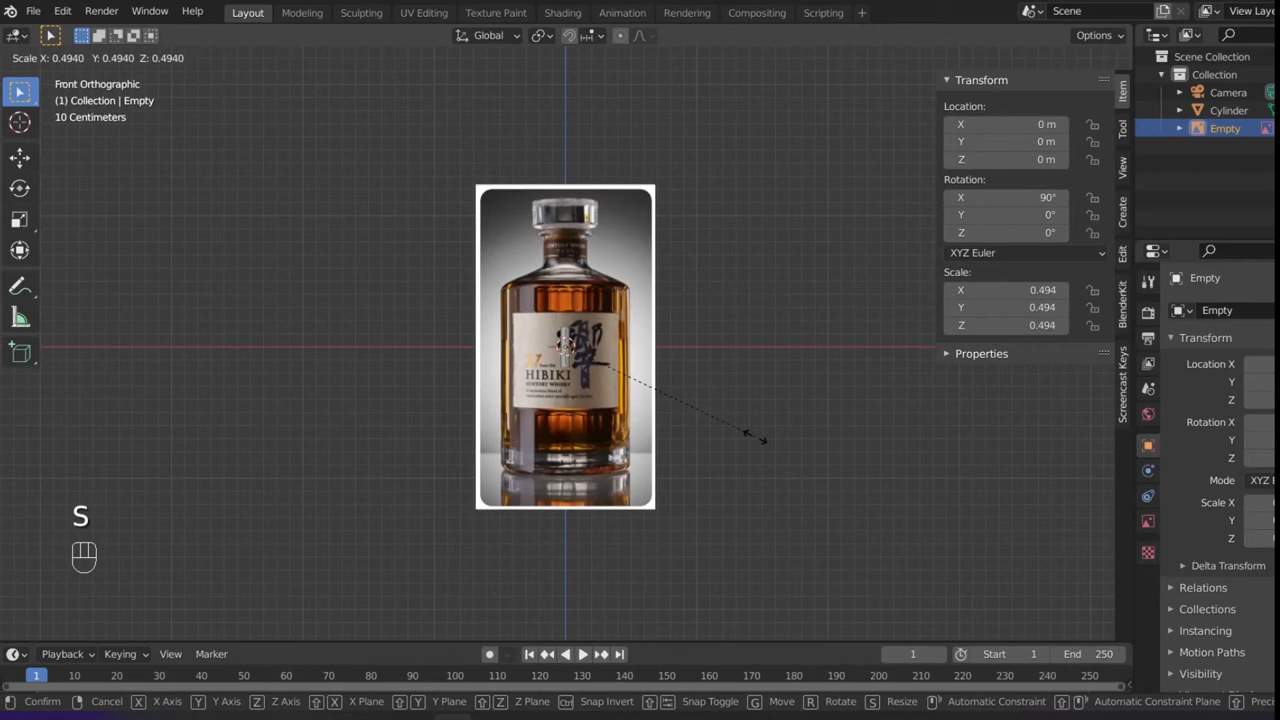 File Edit Render Window Help Layout Modeling Sculpting UV Editing Texture Paint Shading Animation Rendering Compositing Scripting + Scene View Laye
Global Options
Scale X: 0.4940 Y: 0.4940 Z: 0.4940
Front Orthographic
(1) Collection | Empty
10 Centimeters
響
HIBIKI
SUNTORY WHISKY
S
Transform
Location:
X 0 m
Y 0 m
Z 0 m
Rotation:
X 90°
Y 0°
Z 0°
XYZ Euler
Scale:
X 0.494
Y 0.494
Z 0.494
Properties
Item
Tool
View
Create
Edit
BlenderKit
Screencast Keys
Scene Collection
Collection
Camera
Cylinder
Empty
Empty
Empty
Transform
Location X
Y
Z
Rotation X
Y
Z
Mode XYZ E
Scale X
Y
Z
Delta Transform
Relations
Collections
Instancing
Motion Paths
Visibility
Playback Keying View Marker 1 Start 1 End 250
1 10 20 30 40 50 60 70 80 90 100 110 120 130 140 150 160 170 180 190 200 210 220 230 240 250
Confirm Cancel X X Axis Y Y Axis Z Z Axis X X Plane Y Y Plane Z Z Plane Ctrl Snap Invert Snap Toggle G Move R Rotate S Resize Automatic Constraint Automatic Constraint Plane Preci